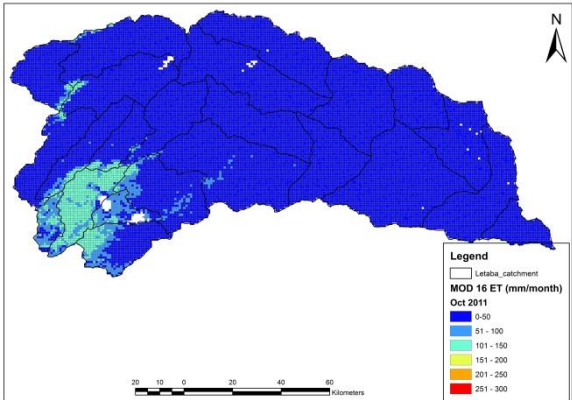 N
Legend
Letaba_catchment
MOD 16 ET (mm/month)
Oct 2011
0-50
51 - 100
101 - 150
151 - 200
201 - 250
251 - 300
20 10 0 20 40 60
Kilometers